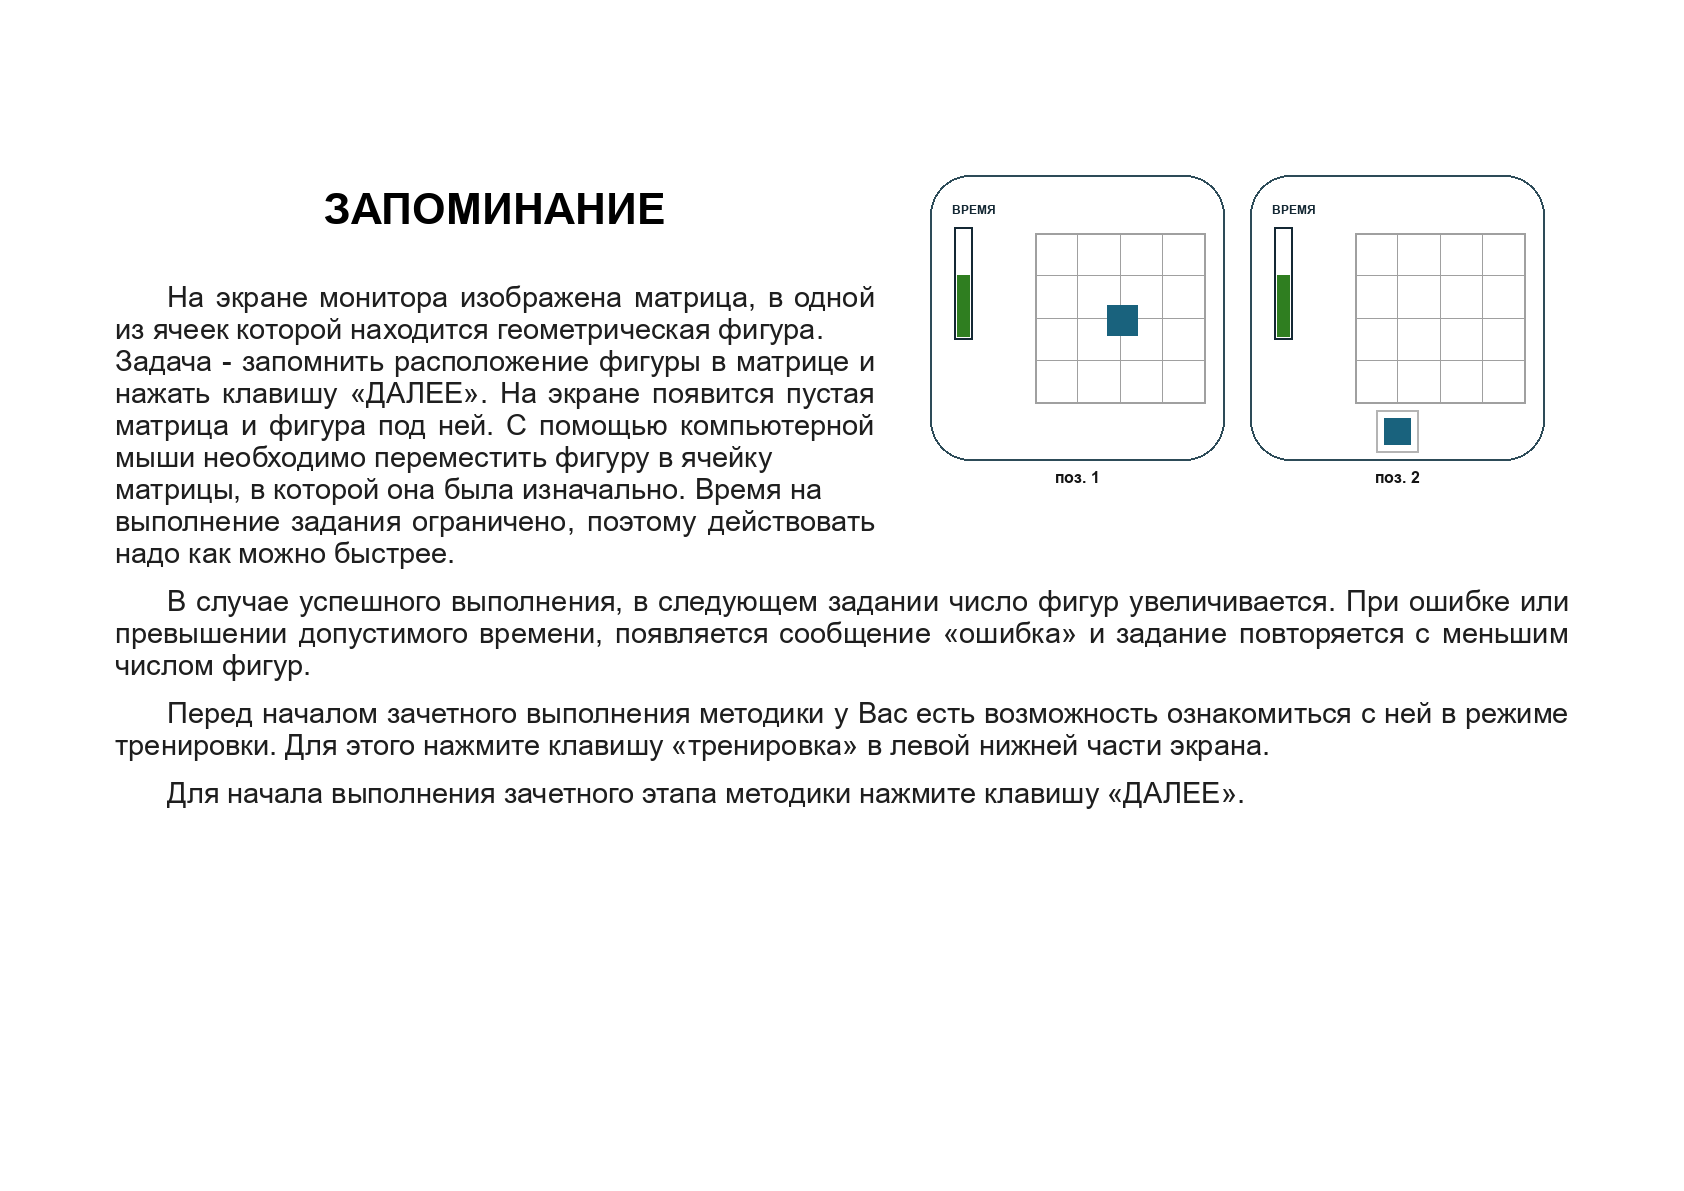 ЗАПОМИНАНИЕ
На экране монитора изображена матрица, в одной
из ячеек которой находится геометрическая фигура.
Задача - запомнить расположение фигуры в матрице и
нажать клавишу «ДАЛЕЕ». На экране появится пустая
матрица и фигура под ней. С помощью компьютерной
мыши необходимо переместить фигуру в ячейку
матрицы, в которой она была изначально. Время на
выполнение задания ограничено, поэтому действовать
надо как можно быстрее.
ВРЕМЯ
поз. 1
ВРЕМЯ
поз. 2
В случае успешного выполнения, в следующем задании число фигур увеличивается. При ошибке или
превышении допустимого времени, появляется сообщение «ошибка» и задание повторяется с меньшим
числом фигур.
Перед началом зачетного выполнения методики у Вас есть возможность ознакомиться с ней в режиме
тренировки. Для этого нажмите клавишу «тренировка» в левой нижней части экрана.
Для начала выполнения зачетного этапа методики нажмите клавишу «ДАЛЕЕ».